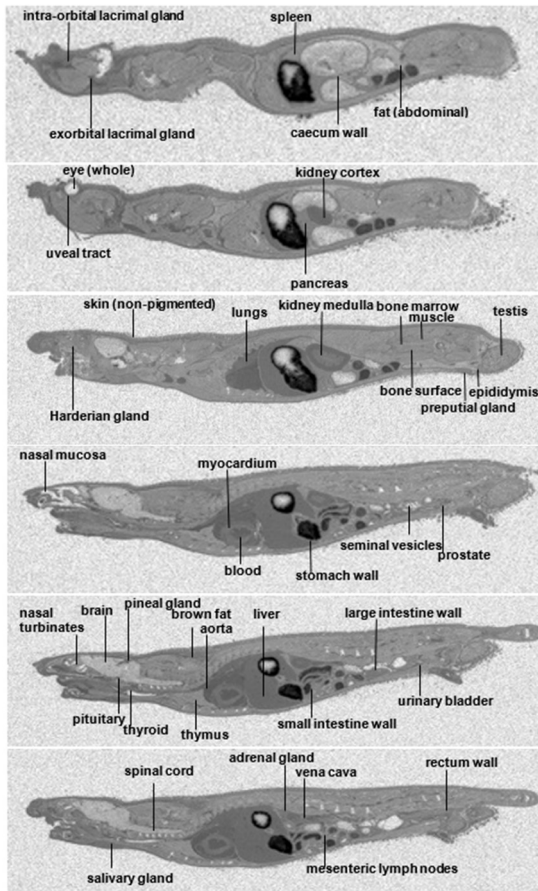 intra-orbital lacrimal gland
spleen
exorbital lacrimal gland
caecum wall
fat (abdominal)
eye (whole)
kidney cortex
uveal tract
pancreas
skin (non-pigmented)
lungs
kidney medulla
bone marrow
muscle
testis
Harderian gland
bone surface
epididymis
preputial gland
nasal mucosa
myocardium
blood
stomach wall
seminal vesicles
prostate
nasal
turbinates
brain
pineal gland
brown fat
aorta
liver
large intestine wall
pituitary
thyroid
thymus
small intestine wall
urinary bladder
spinal cord
adrenal gland
vena cava
rectum wall
salivary gland
mesenteric lymph nodes